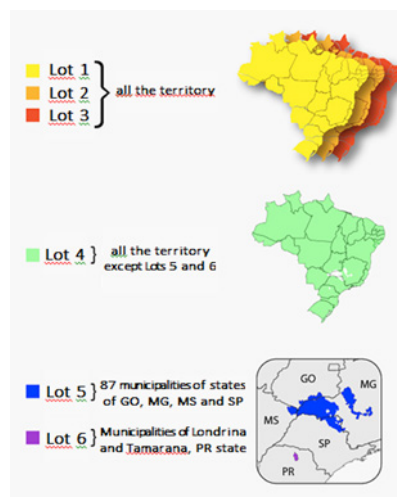 Lot 1
Lot 2
Lot 3
all the territory
Lot 4
all the territory
except Lots 5 and 6
Lot 5
87 municipalities of states
of GO, MG, MS and SP
Lot 6
Municipalities of Londrina
and Tamarana, PR state
GO
MG
MS
SP
PR